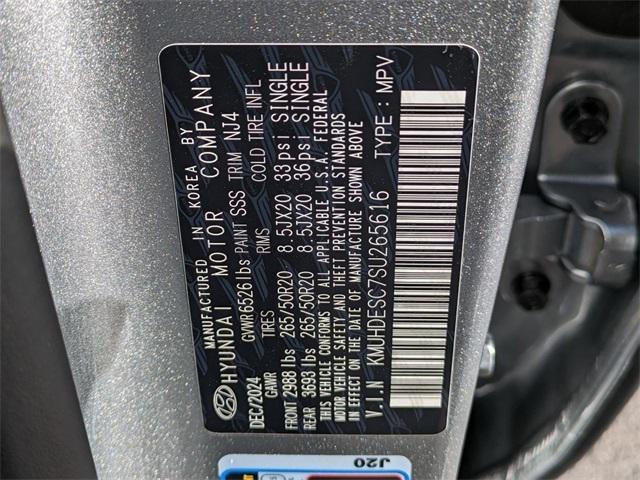 MANUFACTURED IN KOREA BY
HYUNDAI MOTOR COMPANY
DEC/2024 GVWR6526 lbs PAINT SSS TRIM NJ4
GAWR TIRES RIMS COLD TIRE INFL
FRONT 2988 lbs 265/50R20 8.5JX20 33psi SINGLE
REAR 3693 lbs 265/50R20 8.5JX20 36psi SINGLE
THIS VEHICLE CONFORMS TO ALL APPLICABLE U.S.A. FEDERAL
MOTOR VEHICLE SAFETY AND THEFT PREVENTION STANDARDS
IN EFFECT ON THE DATE OF MANUFACTURE SHOWN ABOVE
V.I.N KMUHDESC7SU265616 TYPE : MPV
J20